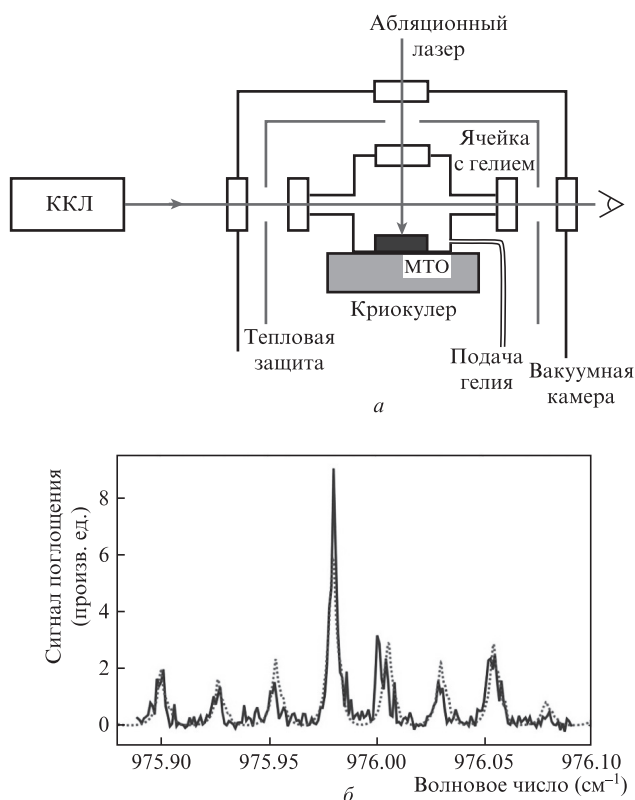 Абляционный
лазер
Ячейка
с гелием
ККЛ
МТО
Криокулер
Тепловая
защита
Подача
гелия
Вакуумная
камера
а
Сигнал поглощения
(произв. ед.)
8
6
4
2
0
975.90 975.95 976.00 976.05 976.10
Волновое число (см⁻¹)
б